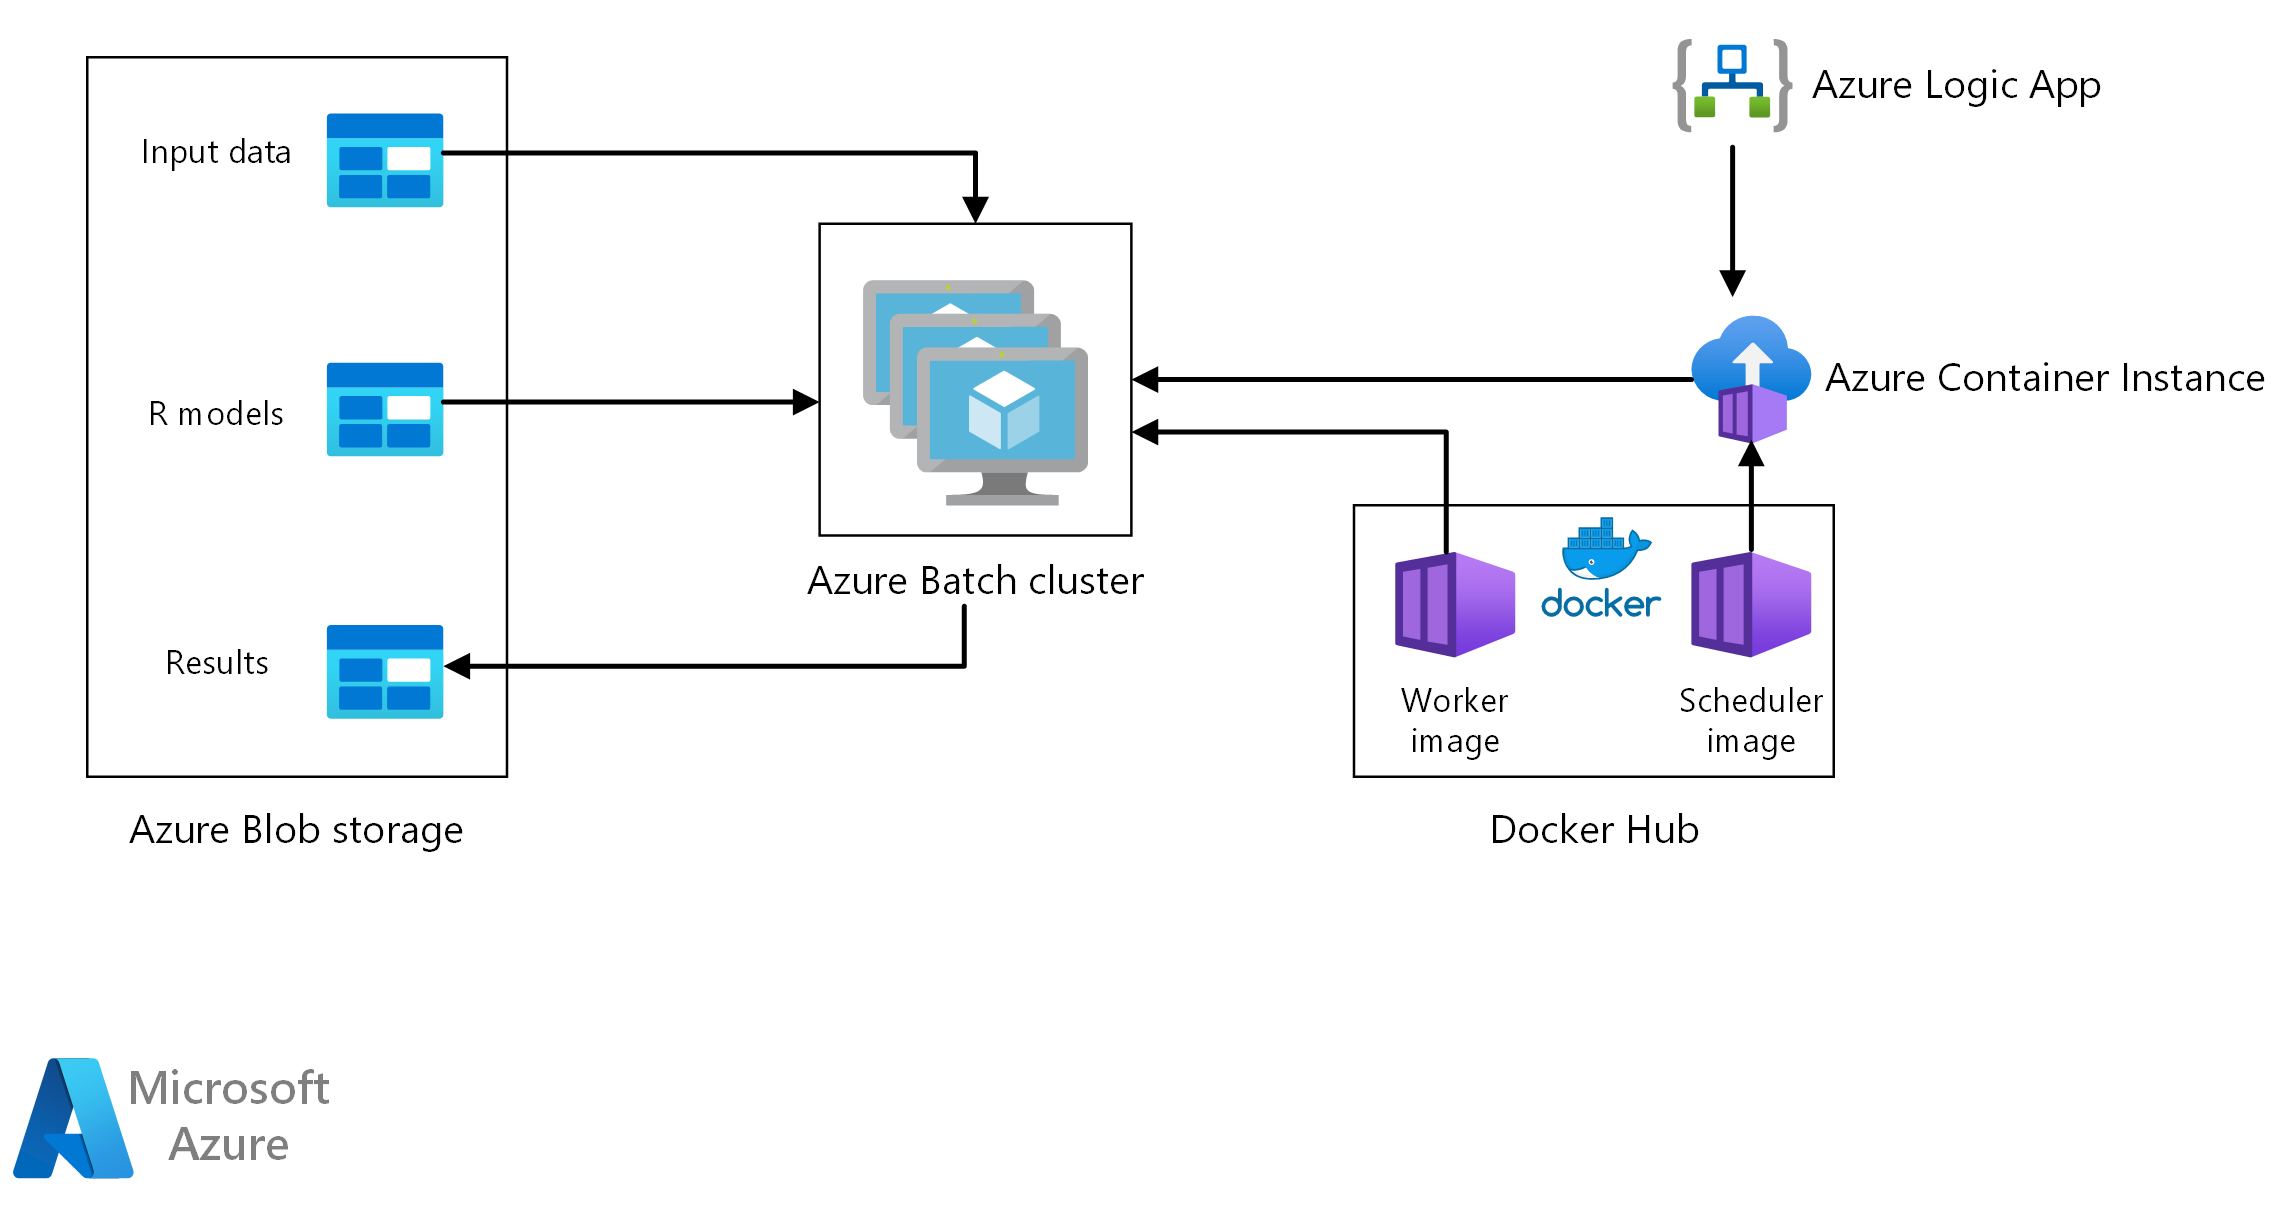 Azure Logic App
Input data
Azure Container Instance
R models
Azure Batch cluster
docker
Results
Worker
image
Scheduler
image
Azure Blob storage
Docker Hub
Microsoft
Azure